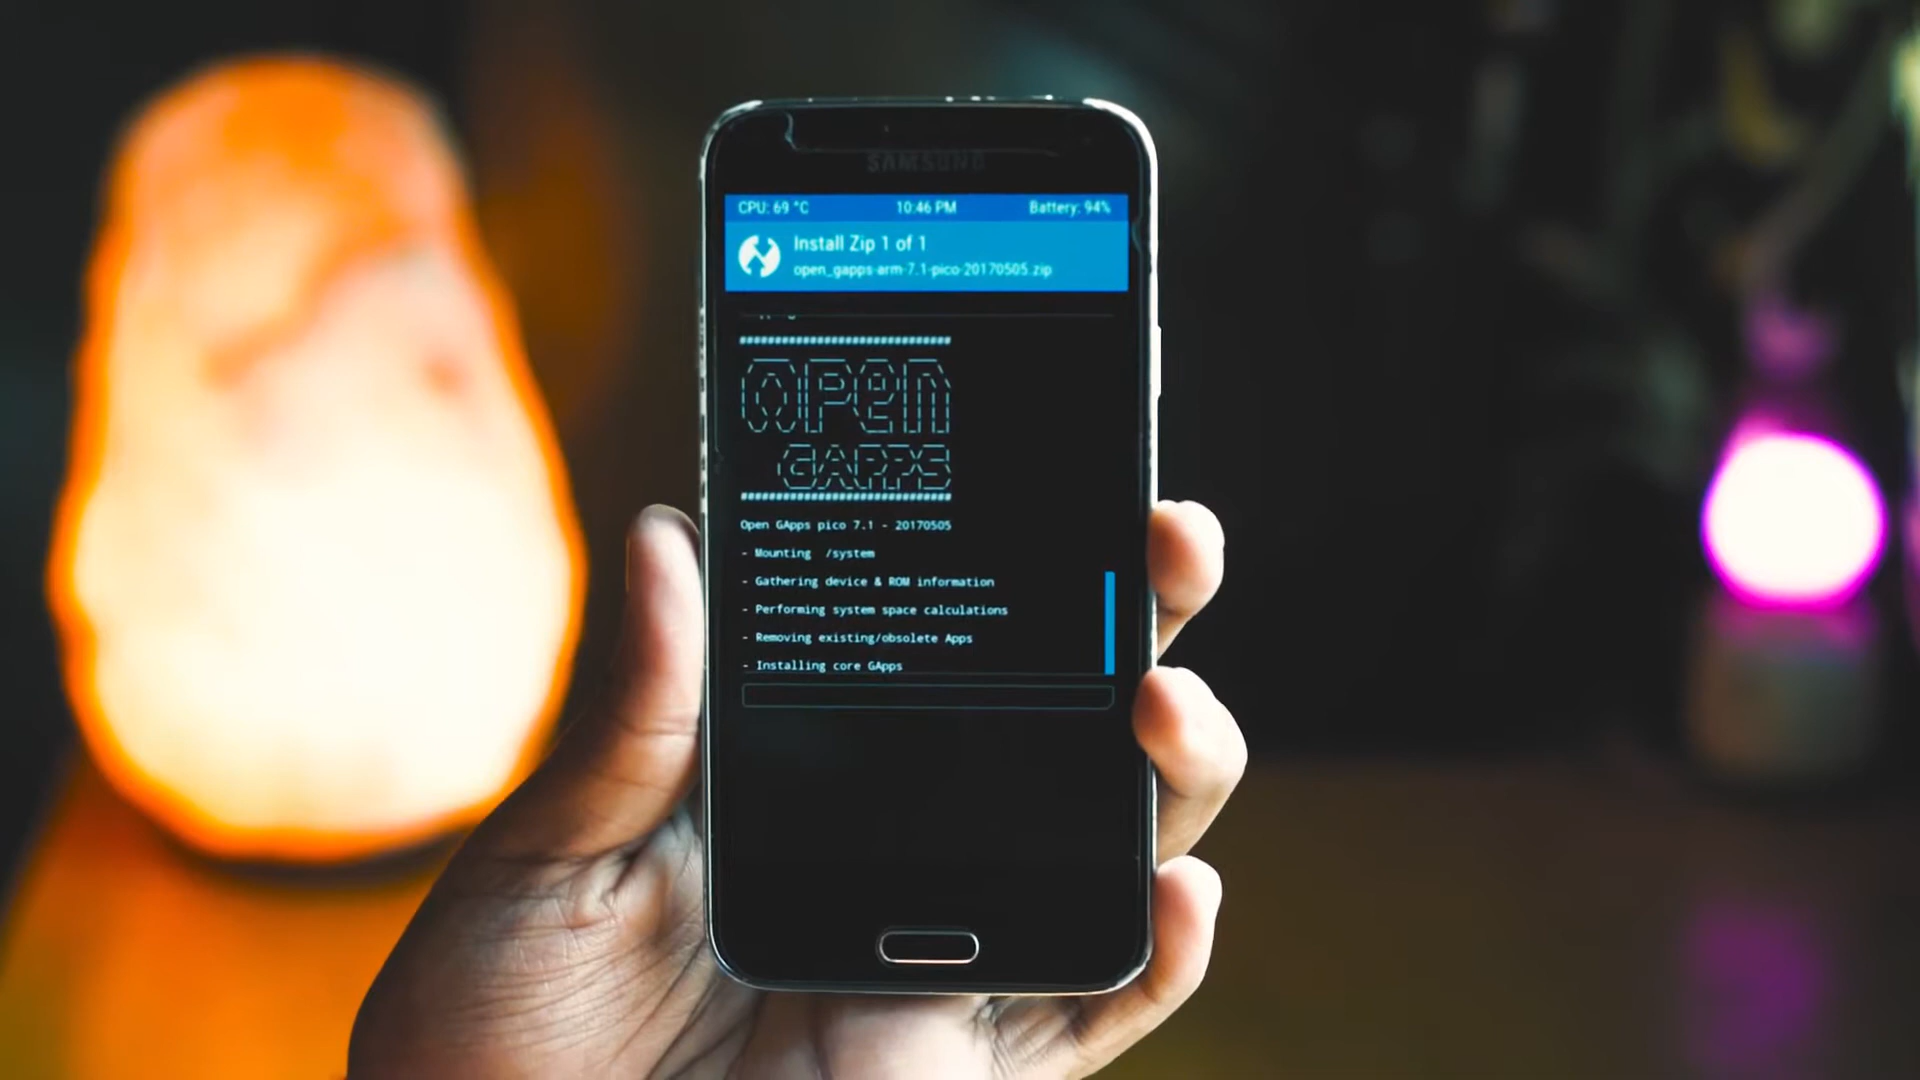 SAMSUNG
CPU: 69 °C 10:46 PM Battery: 94%
Install Zip 1 of 1
open_gapps-arm-7.1-pico-20170505.zip
####################
OPEN
GAPPS
####################
Open GApps pico 7.1 - 20170505
- Mounting /system
- Gathering device & ROM information
- Performing system space calculations
- Removing existing/obsolete Apps
- Installing core GApps